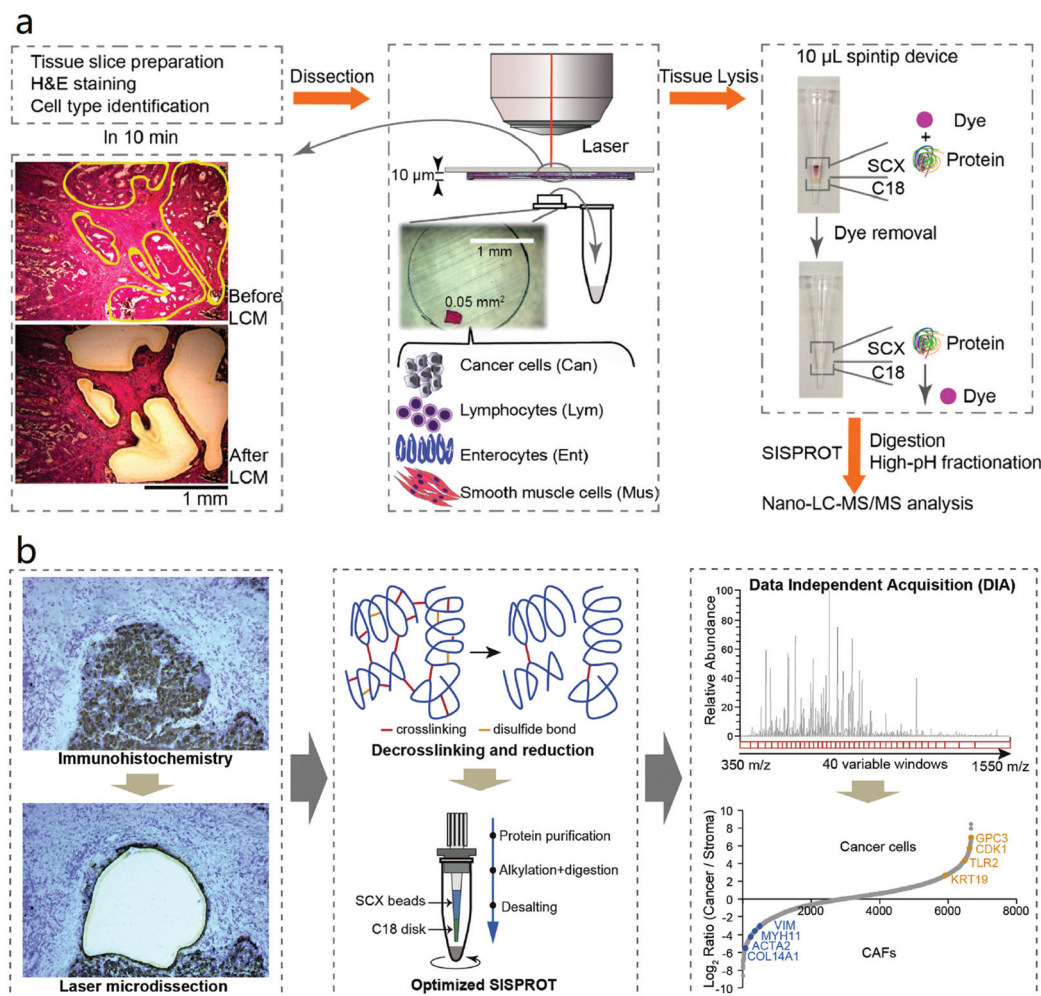 a
Tissue slice preparation
H&E staining
Cell type identification
In 10 min
Before
LCM
After
LCM
1 mm
Dissection
Laser
10 µm
1 mm
0.05 mm²
Cancer cells (Can)
Lymphocytes (Lym)
Enterocytes (Ent)
Smooth muscle cells (Mus)
Tissue Lysis
10 µL spintip device
Dye
+
Protein
SCX
C18
Dye removal
SCX
C18
Protein
Dye
SISPROT
Digestion
High-pH fractionation
Nano-LC-MS/MS analysis
b
Immunohistochemistry
Laser microdissection
crosslinking
disulfide bond
Decrosslinking and reduction
Protein purification
Alkylation+digestion
Desalting
SCX beads
C18 disk
Optimized SISPROT
Data Independent Acquisition (DIA)
Relative Abundance
100
80
60
40
20
0
350 m/z
40 variable windows
1550 m/z
Log₂ Ratio (Cancer / Stroma)
10
8
6
4
2
0
-2
-4
-6
-8
-10
2000
4000
6000
8000
Cancer cells
GPC3
CDK1
TLR2
KRT19
VIM
MYH11
ACTA2
COL14A1
CAFs